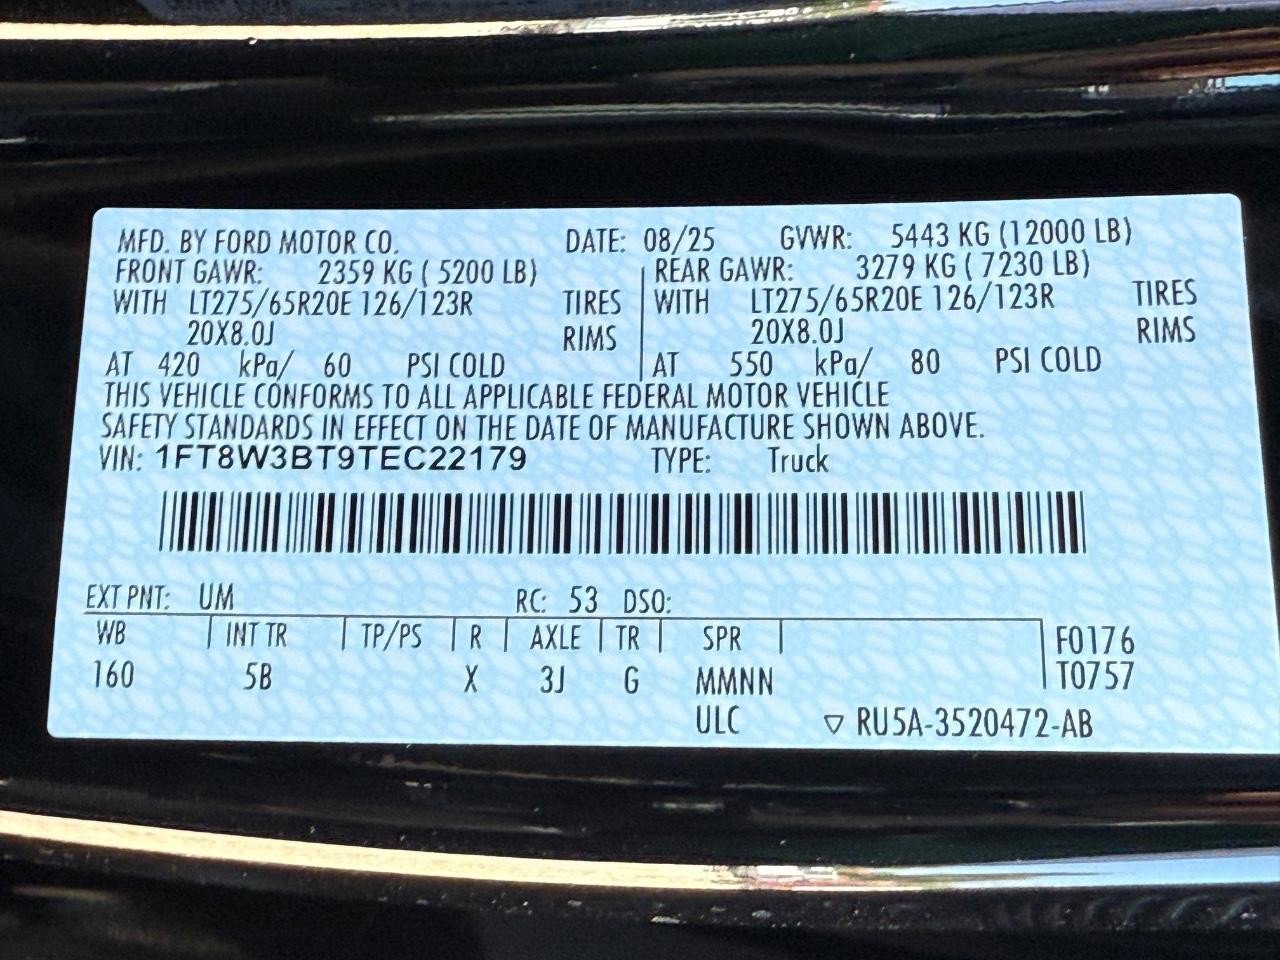 MFD. BY FORD MOTOR CO. DATE: 08/25 GVWR: 5443 KG (12000 LB)
FRONT GAWR: 2359 KG ( 5200 LB) REAR GAWR: 3279 KG ( 7230 LB)
WITH LT275/65R20E 126/123R TIRES WITH LT275/65R20E 126/123R TIRES
20X8.0J RIMS 20X8.0J RIMS
AT 420 kPa/ 60 PSI COLD AT 550 kPa/ 80 PSI COLD
THIS VEHICLE CONFORMS TO ALL APPLICABLE FEDERAL MOTOR VEHICLE
SAFETY STANDARDS IN EFFECT ON THE DATE OF MANUFACTURE SHOWN ABOVE.
VIN: 1FT8W3BT9TEC22179 TYPE: Truck
EXT PNT: UM RC: 53 DSO:
WB INT TR TP/PS R AXLE TR SPR F0176
160 5B X 3J G MMNN T0757
ULC ▽ RU5A-3520472-AB